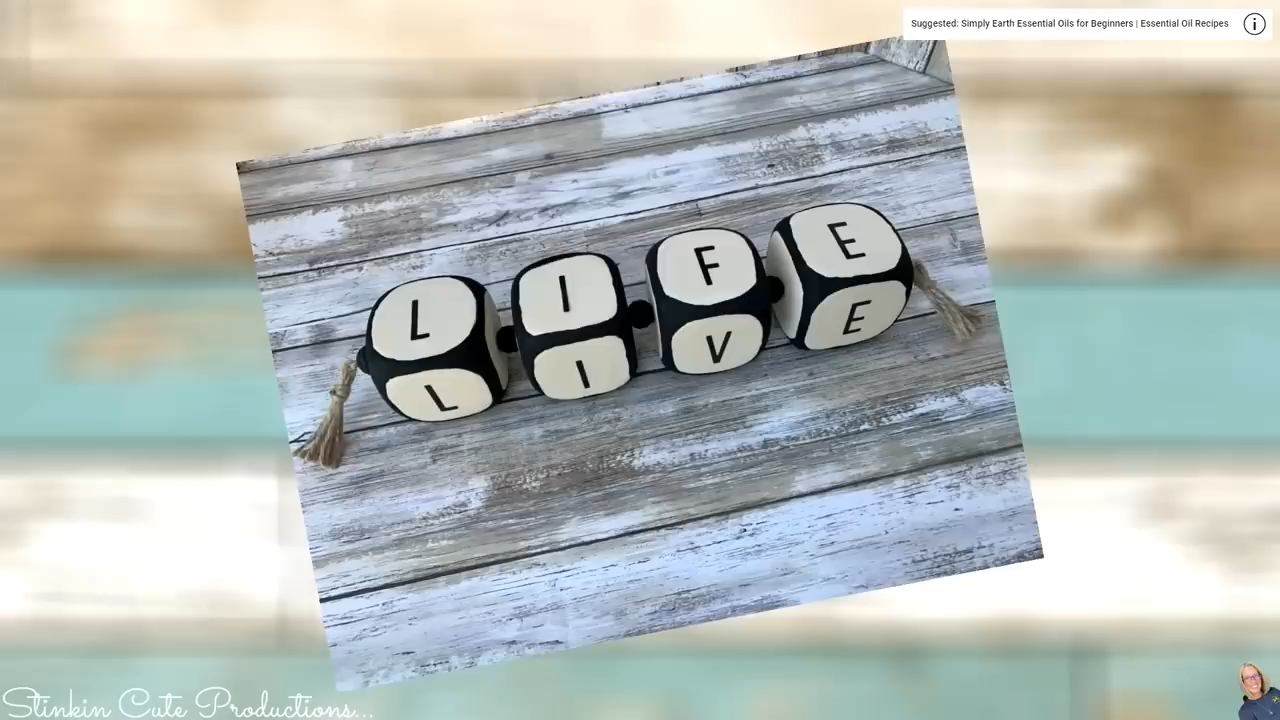 Suggested: Simply Earth Essential Oils for Beginners | Essential Oil Recipes
L I F E
L I V E
Stinkin Cute Productions...